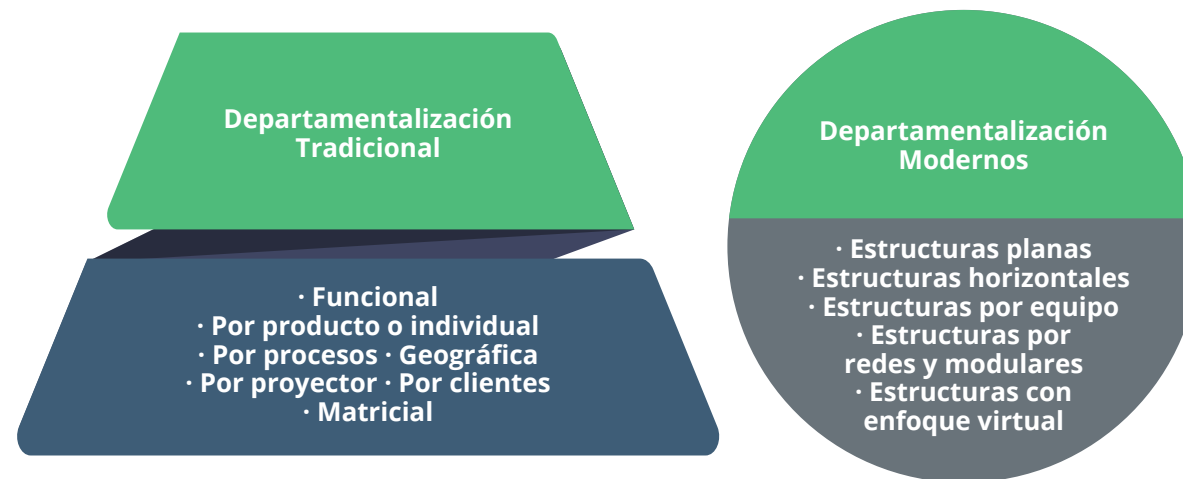 Departamentalización
Tradicional
· Funcional
· Por producto o individual
· Por procesos · Geográfica
· Por proyector · Por clientes
· Matricial
Departamentalización
Modernos
· Estructuras planas
· Estructuras horizontales
· Estructuras por equipo
· Estructuras por
redes y modulares
· Estructuras con
enfoque virtual